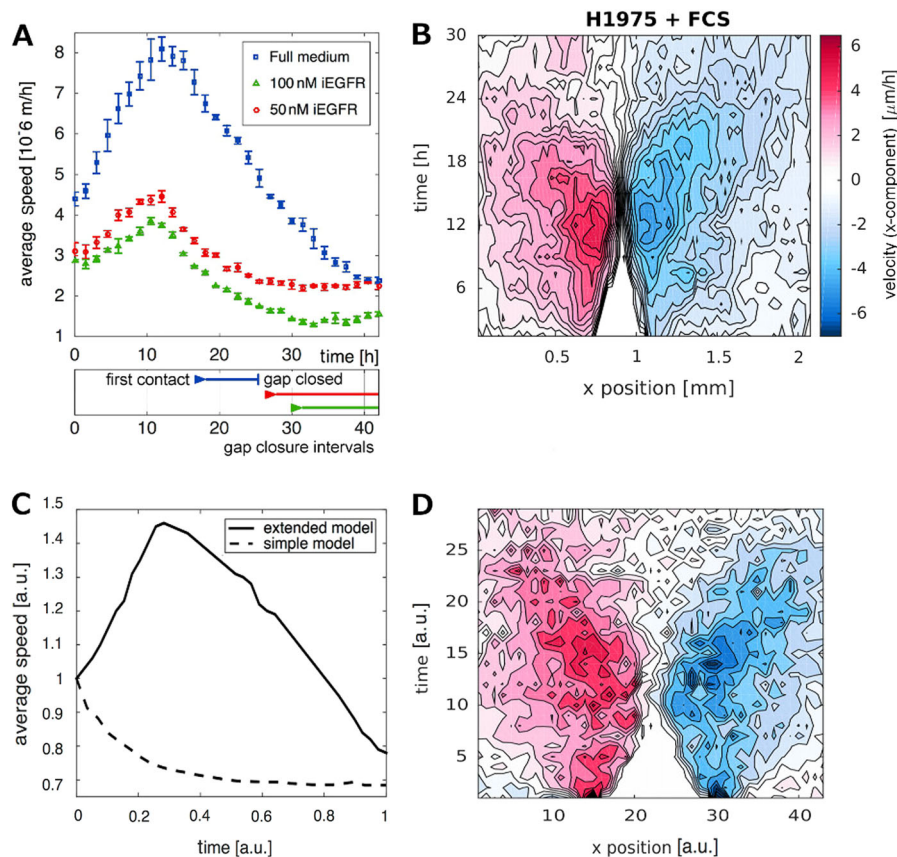 A
average speed [10ˆ6 m/h]
8
7
6
5
4
3
2
1
Full medium
100 nM iEGFR
50 nM iEGFR
0 10 20 30 40
time [h]
first contact
gap closed
0 10 20 30 40
gap closure intervals
B
H1975 + FCS
time [h]
30
24
18
12
6
0.5 1 1.5 2
x position [mm]
6
4
2
0
-2
-4
-6
velocity (x-component) [μm/h]
C
average speed [a.u.]
1.5
1.4
1.3
1.2
1.1
1.0
0.9
0.8
0.7
extended model
simple model
0 0.2 0.4 0.6 0.8 1
time [a.u.]
D
time [a.u.]
25
20
15
10
5
10 20 30 40
x position [a.u.]